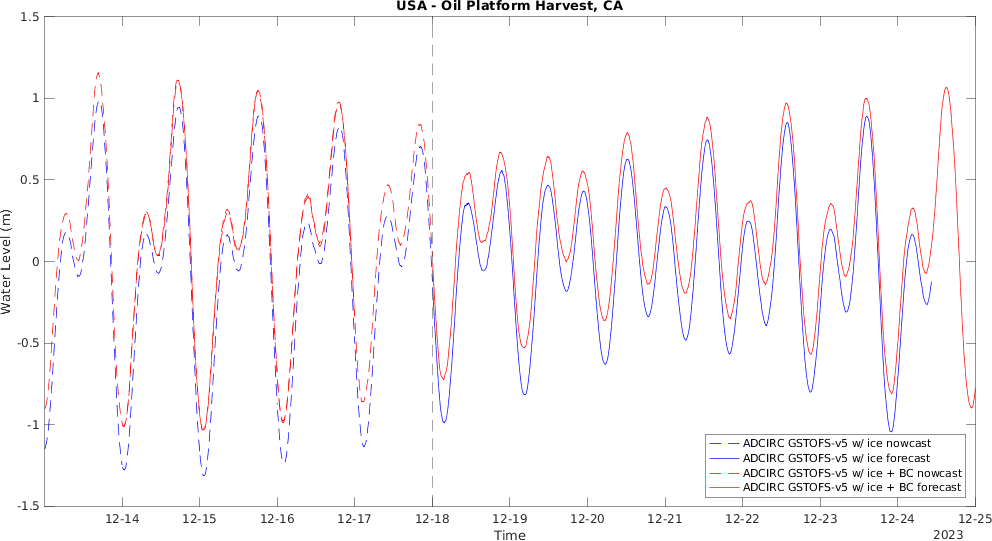 USA - Oil Platform Harvest, CA
1.5
1
0.5
0
-0.5
-1
-1.5
Water Level (m)
12-14 12-15 12-16 12-17 12-18 12-19 12-20 12-21 12-22 12-23 12-24 12-25
Time
2023
ADCIRC GSTOFS-v5 w/ ice nowcast
ADCIRC GSTOFS-v5 w/ ice forecast
ADCIRC GSTOFS-v5 w/ ice + BC nowcast
ADCIRC GSTOFS-v5 w/ ice + BC forecast